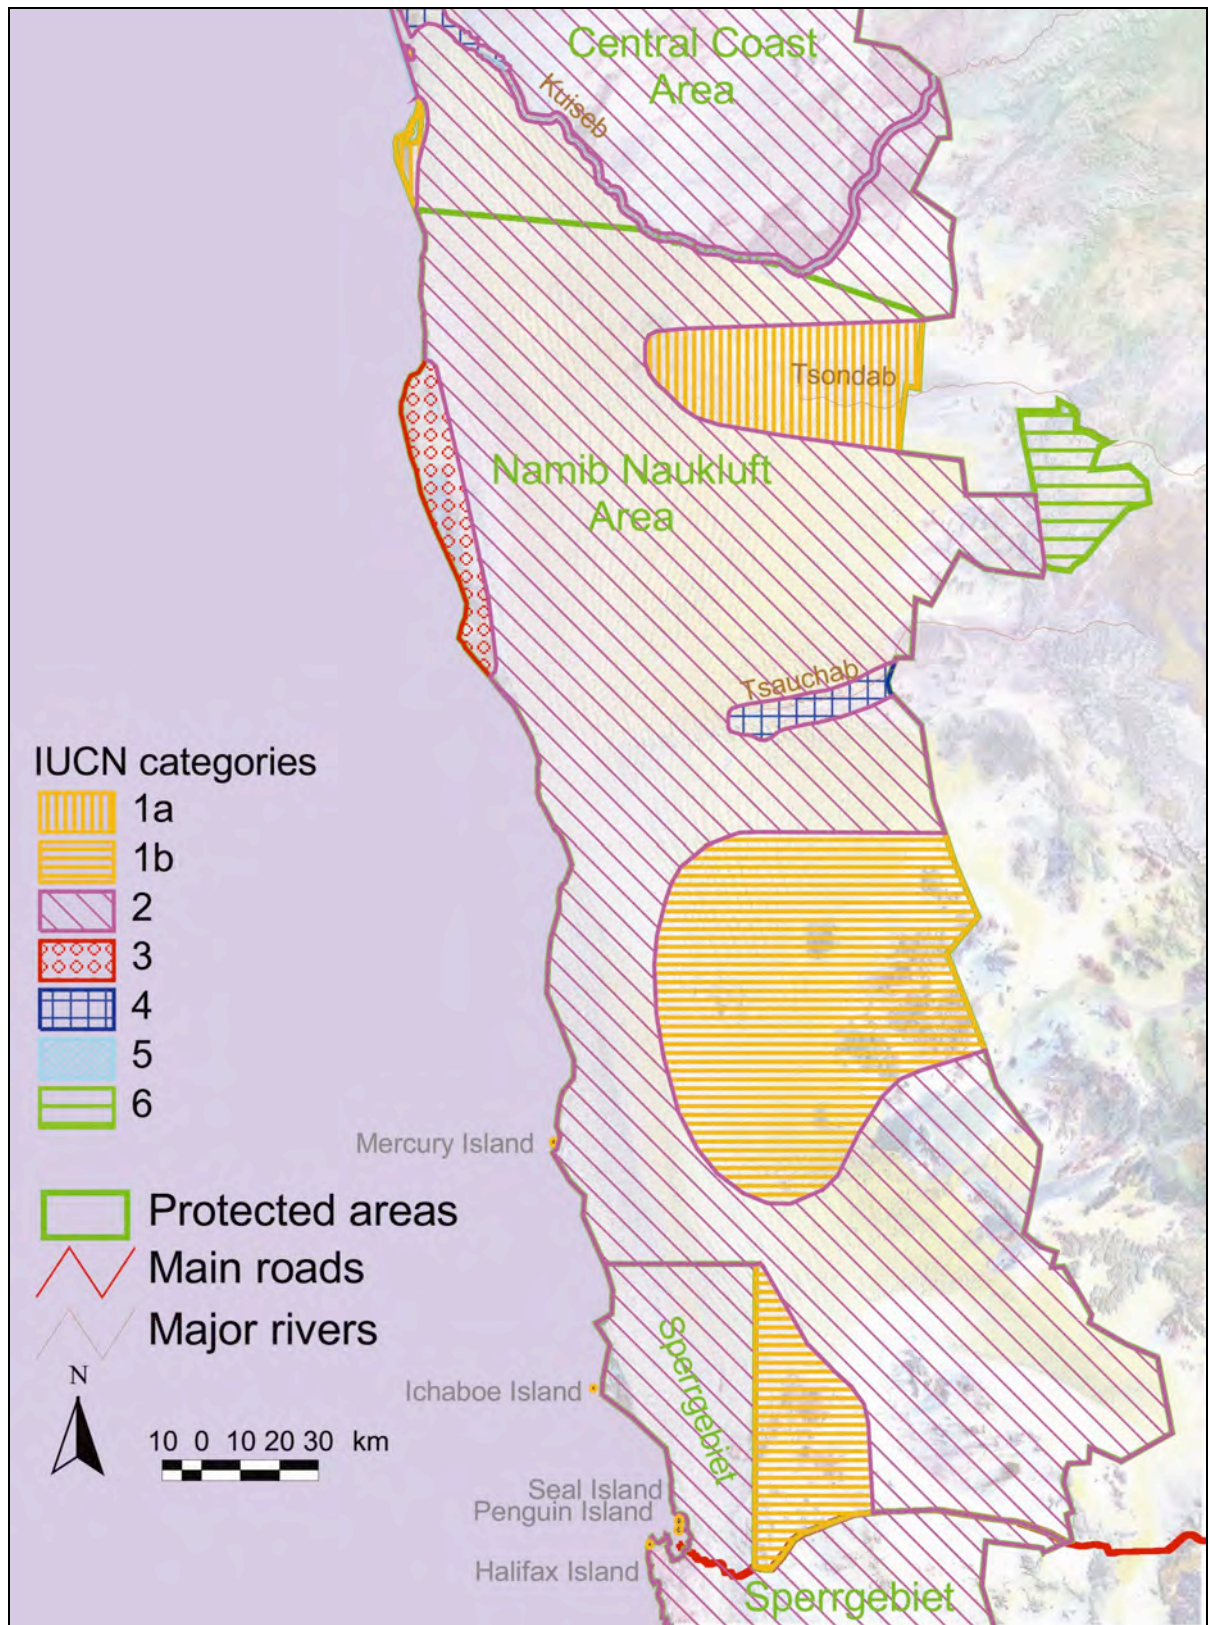 Central Coast
Area
Kuiseb
Tsondab
Namib Naukluft
Area
Tsauchab
IUCN categories
1a
1b
2
3
4
5
6
Mercury Island
Protected areas
Main roads
Major rivers
Sperrgebiet
N
Ichaboe Island
10 0 10 20 30 km
Seal Island
Penguin Island
Halifax Island
Sperrgebiet